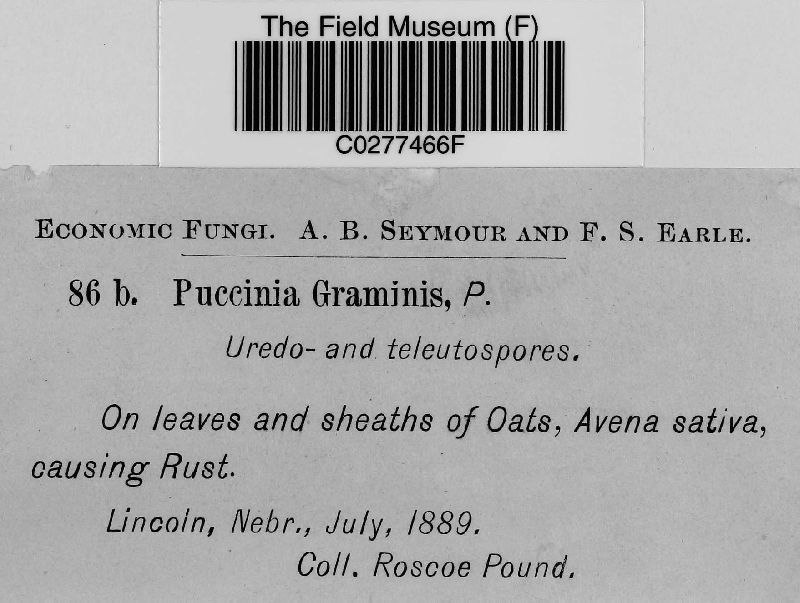 The Field Museum (F)
C0277466F
Economic Fungi. A. B. Seymour and F. S. Earle.
86 b. Puccinia Graminis, P.
Uredo- and teleutospores.
On leaves and sheaths of Oats, Avena sativa,
causing Rust.
Lincoln, Nebr., July, 1889.
Coll. Roscoe Pound.